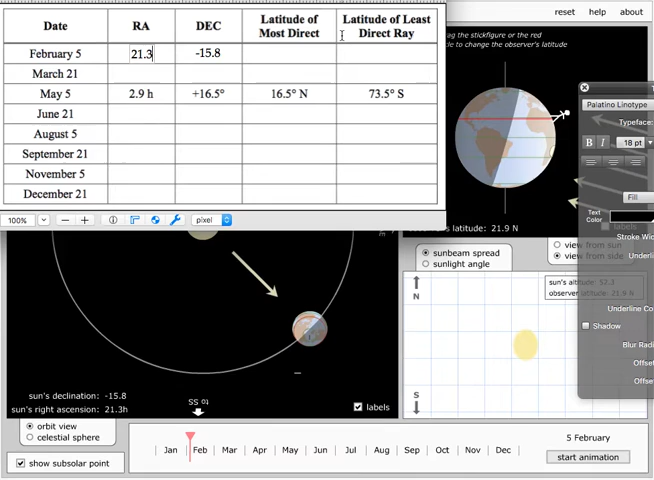 reset help about
Date RA DEC Latitude of Most Direct Latitude of Least Direct Ray
February 5 21.3 -15.8
March 21
May 5 2.9 h +16.5° 16.5° N 73.5° S
June 21
August 5
September 21
November 5
December 21
ag the stickfigure or the red
de to change the observer's latitude
100% pixel
Palatino Linotype
Typeface:
B I 18 pt
Fill
Text Color
Stroke Wid
Underli
Underline Co
Shadow
Blur Radi
Offset
Offse
latitude: 21.9 N
labels
sunbeam spread
sunlight angle
view from sun
view from side
sun's altitude: 52.3
observer latitude: 21.9 N
N
S
sun's declination: -15.8
sun's right ascension: 21.3h
to SS
labels
orbit view
celestial sphere
show subsolar point
Jan Feb Mar Apr May Jun Jul Aug Sep Oct Nov Dec
5 February
start animation